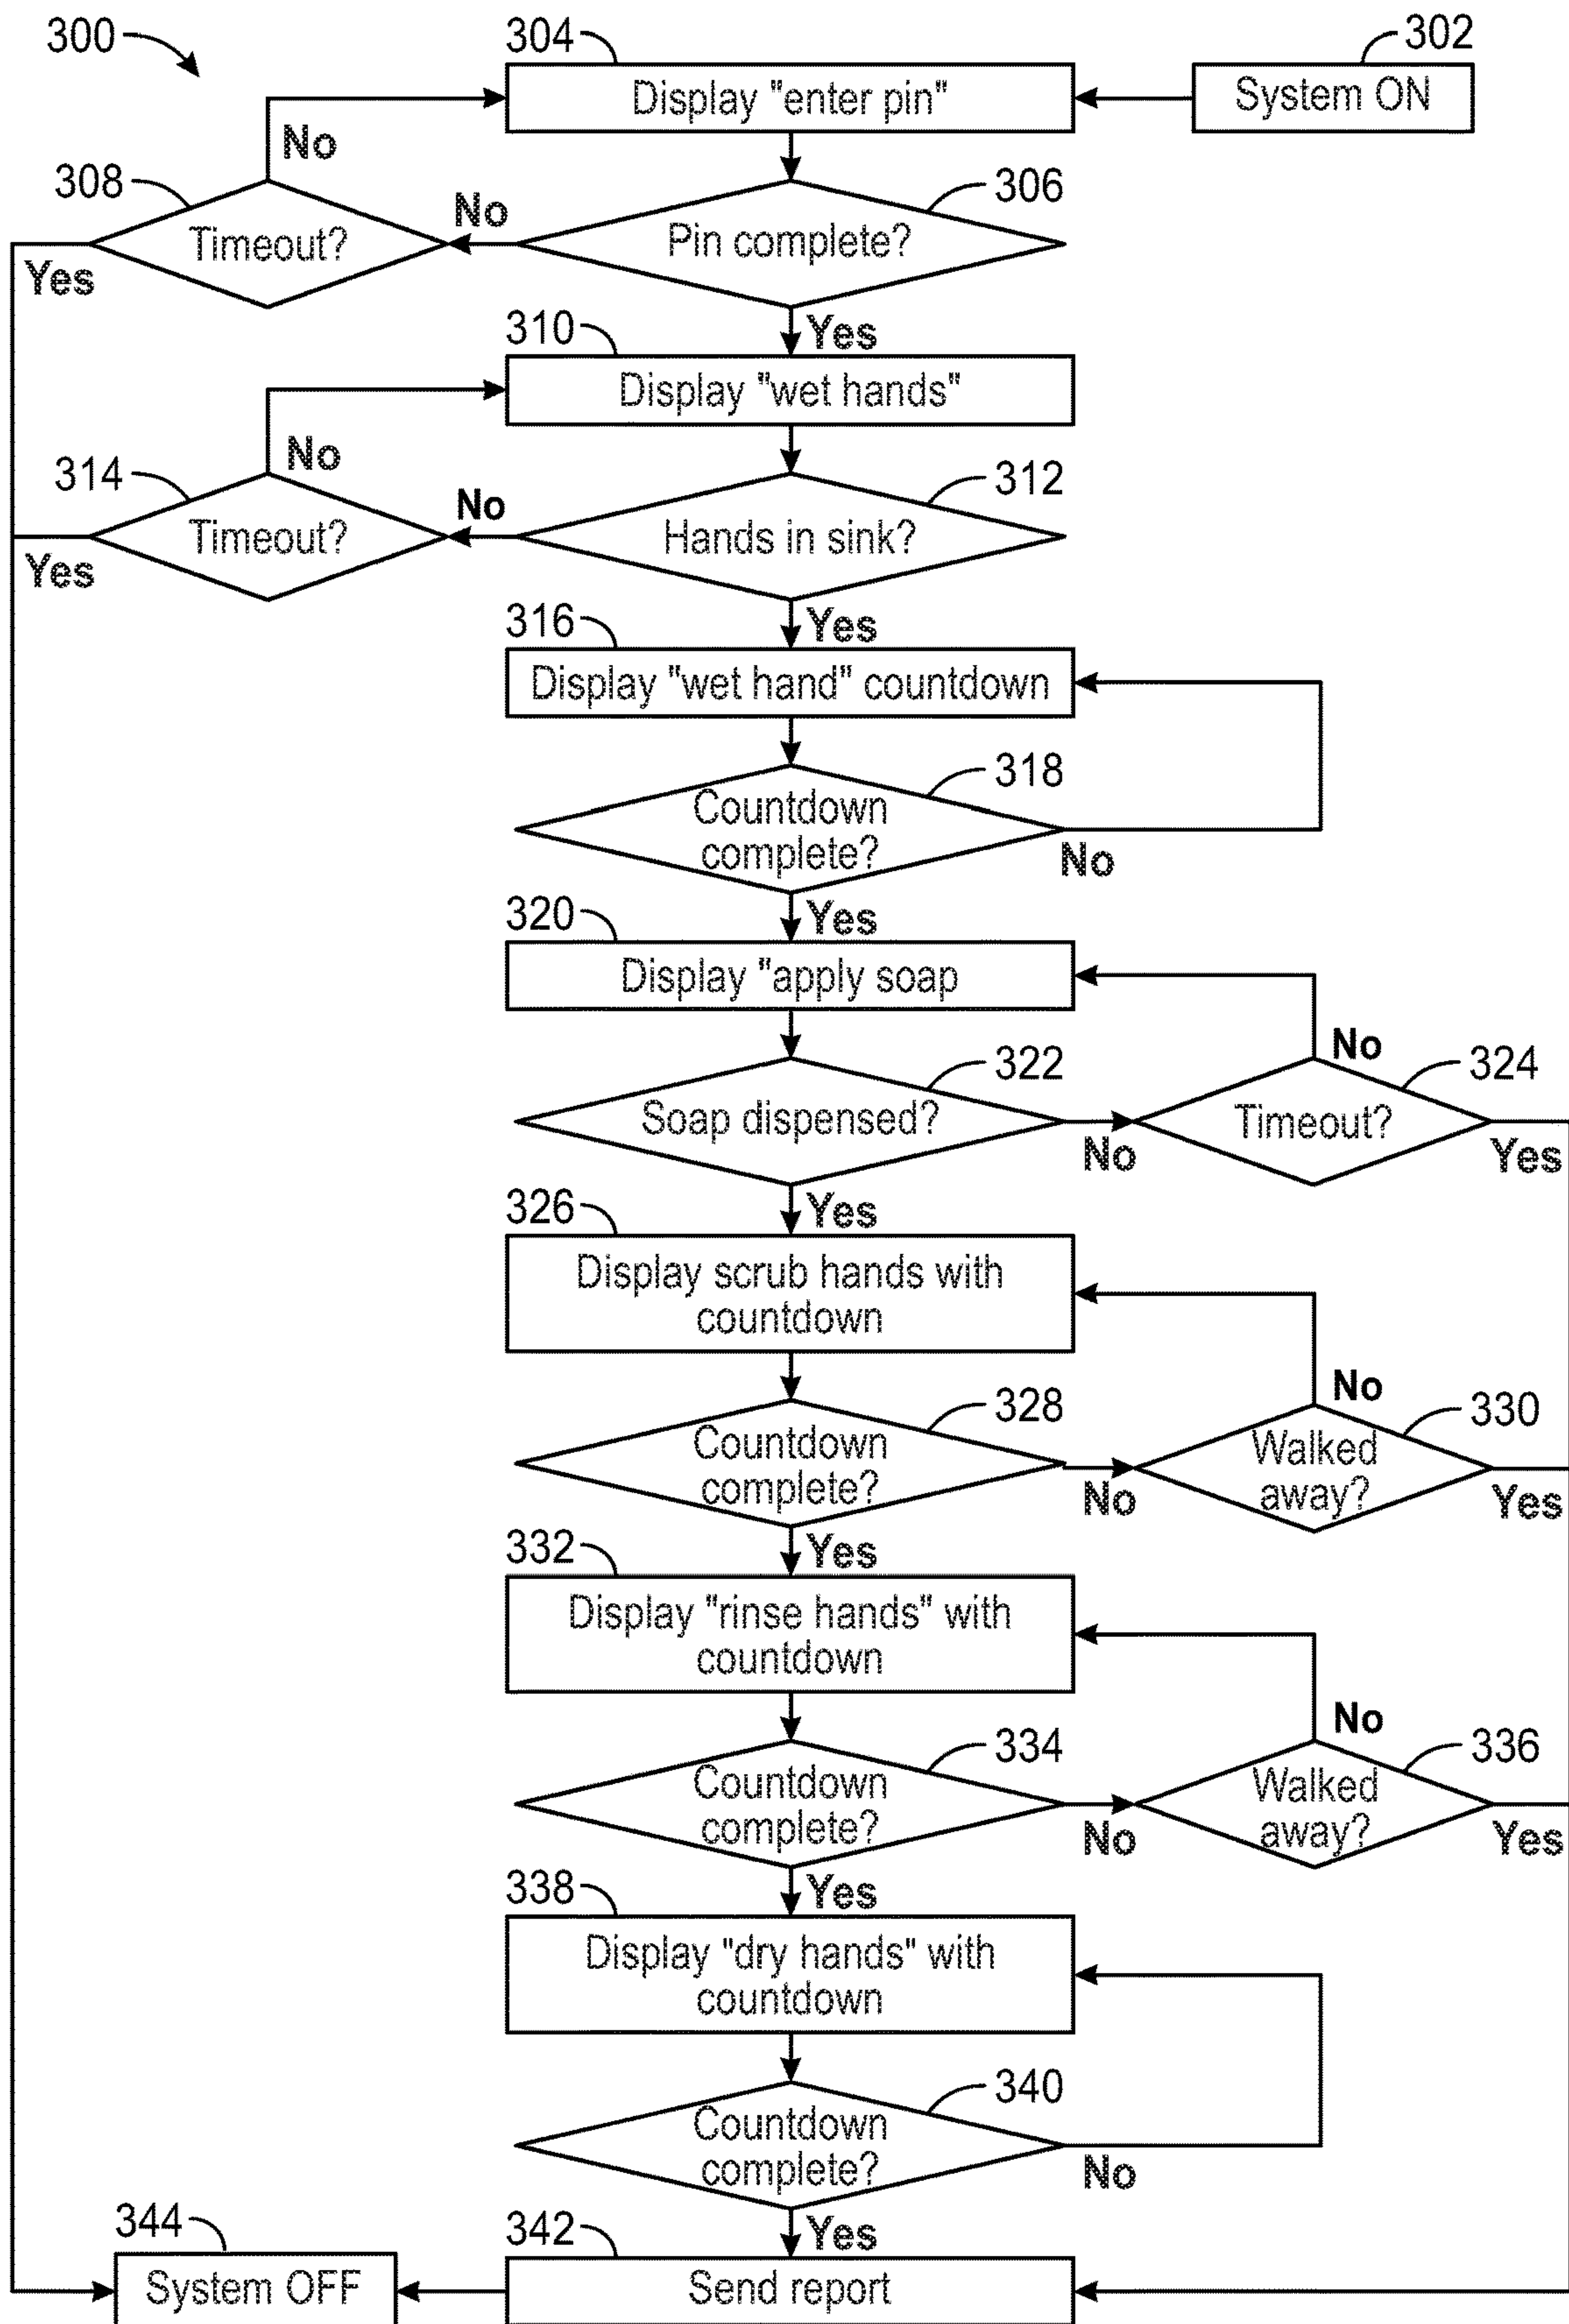 300
304
302
Display "enter pin"
System ON
No
308
306
No
Timeout?
Pin complete?
Yes
310
Yes
Display "wet hands"
No
314
312
No
Timeout?
Hands in sink?
Yes
316
Yes
Display "wet hand" countdown
318
Countdown
complete?
No
320
Yes
Display "apply soap
No
322
324
Soap dispensed?
Timeout?
No
Yes
326
Yes
Display scrub hands with
countdown
No
328
330
Countdown
complete?
Walked
away?
No
Yes
332
Yes
Display "rinse hands" with
countdown
No
334
336
Countdown
complete?
Walked
away?
No
Yes
338
Yes
Display "dry hands" with
countdown
340
Countdown
complete?
No
344
342
Yes
System OFF
Send report